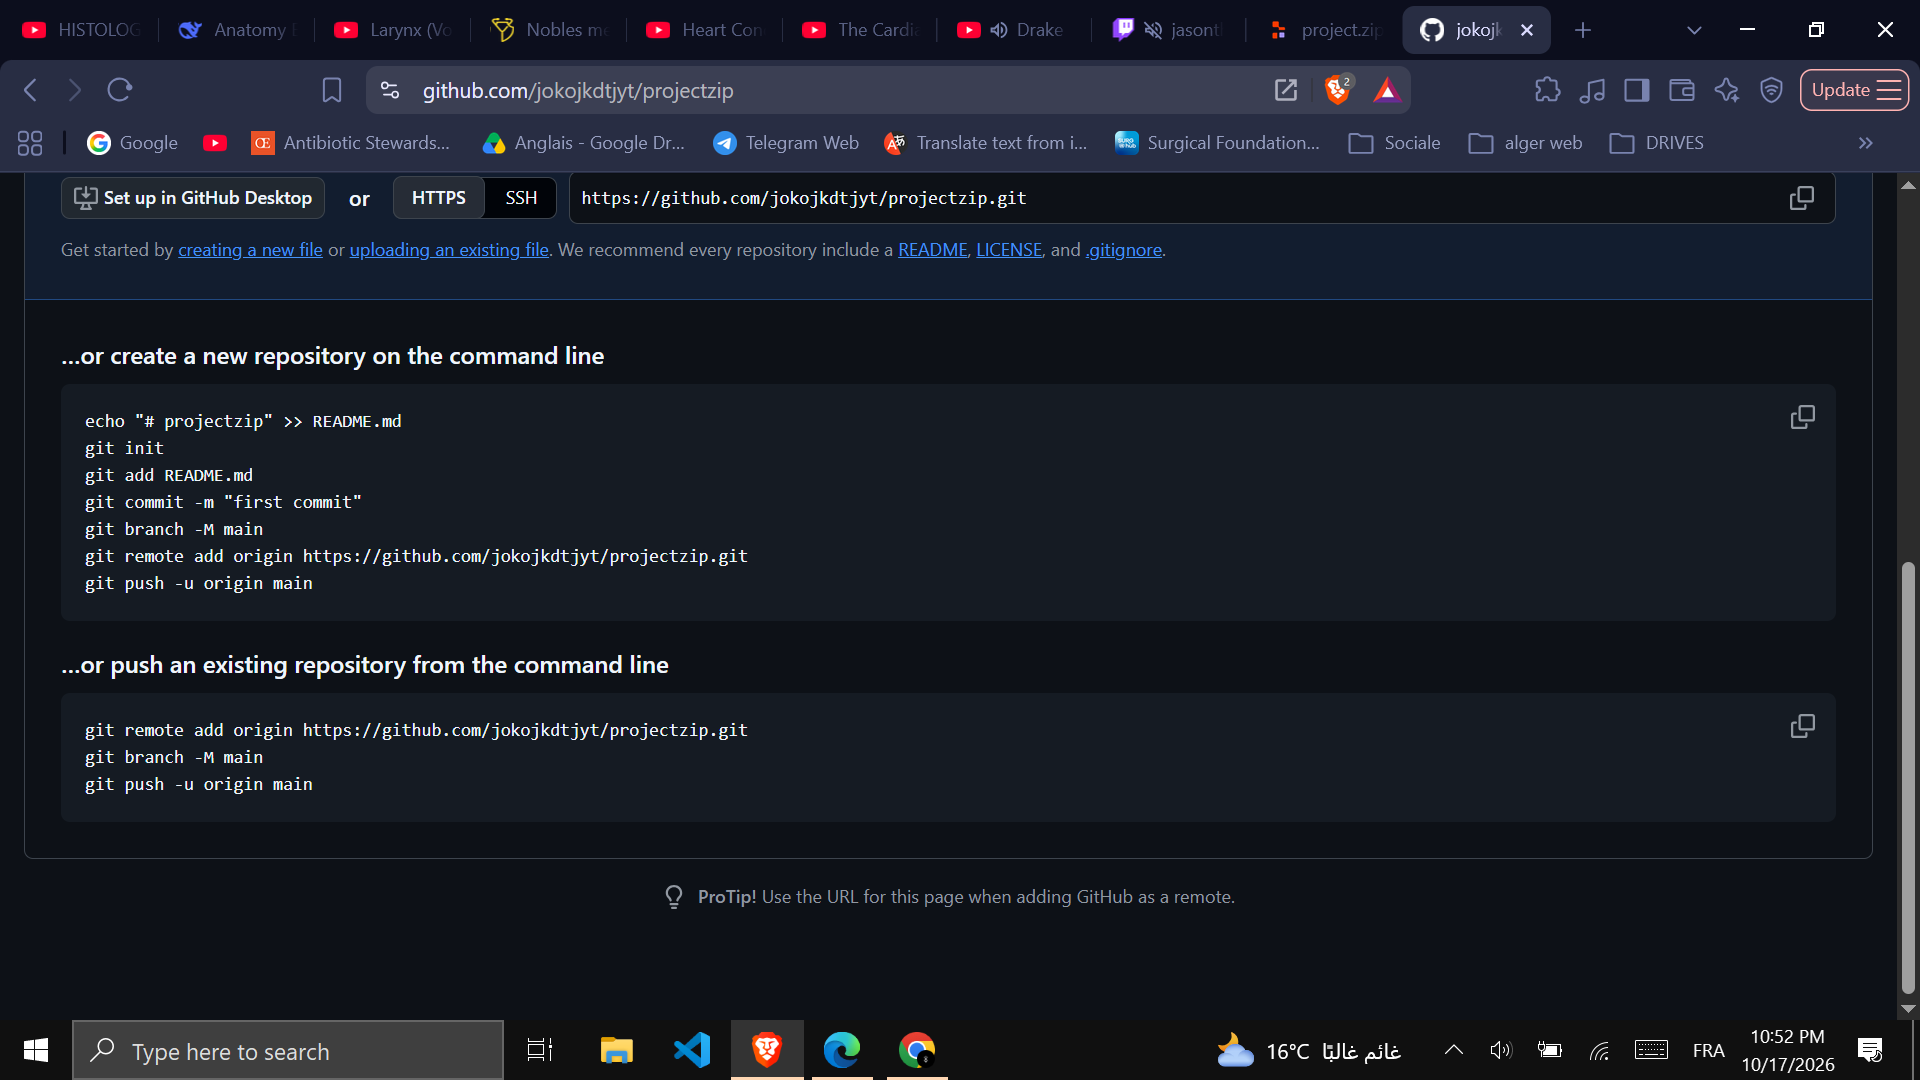 HISTOLOG
Anatomy
Larynx (Vo
Nobles me
Heart Con
The Cardia
Drake
jasontl
project.zip
jokojk
github.com/jokojkdtjyt/projectzip
2
Update
Google
Antibiotic Stewards...
Anglais - Google Dr...
Telegram Web
Translate text from i...
Surgical Foundation...
Sociale
alger web
DRIVES
Set up in GitHub Desktop
or
HTTPS
SSH
https://github.com/jokojkdtjyt/projectzip.git
Get started by creating a new file or uploading an existing file. We recommend every repository include a README, LICENSE, and .gitignore.
...or create a new repository on the command line
echo "# projectzip" >> README.md
git init
git add README.md
git commit -m "first commit"
git branch -M main
git remote add origin https://github.com/jokojkdtjyt/projectzip.git
git push -u origin main
...or push an existing repository from the command line
git remote add origin https://github.com/jokojkdtjyt/projectzip.git
git branch -M main
git push -u origin main
ProTip! Use the URL for this page when adding GitHub as a remote.
Type here to search
16°C غائم غالبًا
FRA
10:52 PM
10/17/2026